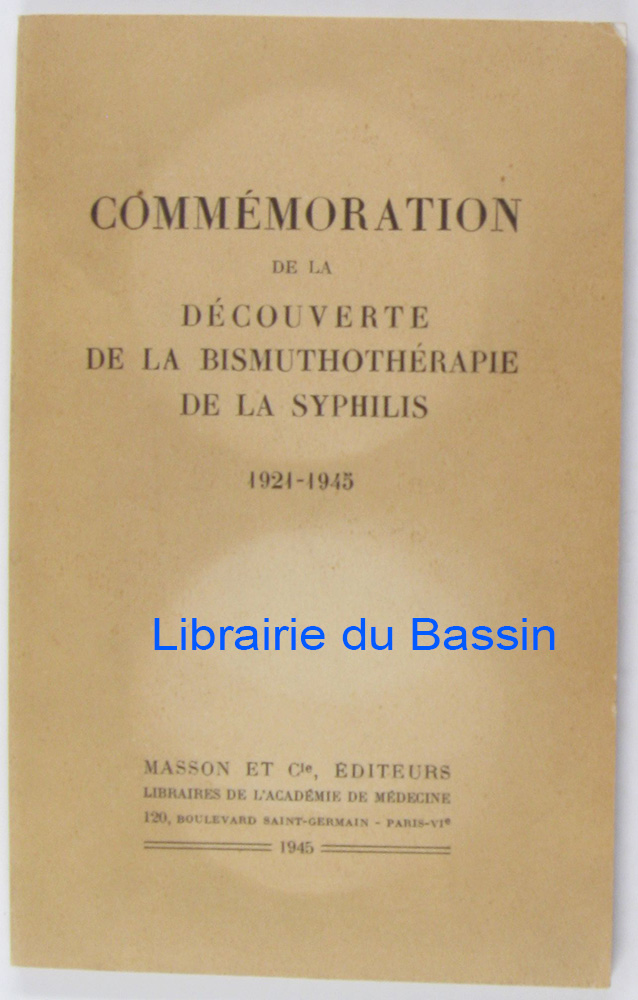 COMMÉMORATION
DE LA
DÉCOUVERTE
DE LA BISMUTHOTHÉRAPIE
DE LA SYPHILIS
1921-1945
Librairie du Bassin
MASSON ET Cie, ÉDITEURS
LIBRAIRES DE L'ACADÉMIE DE MÉDECINE
120, BOULEVARD SAINT-GERMAIN - PARIS-VIe
1945